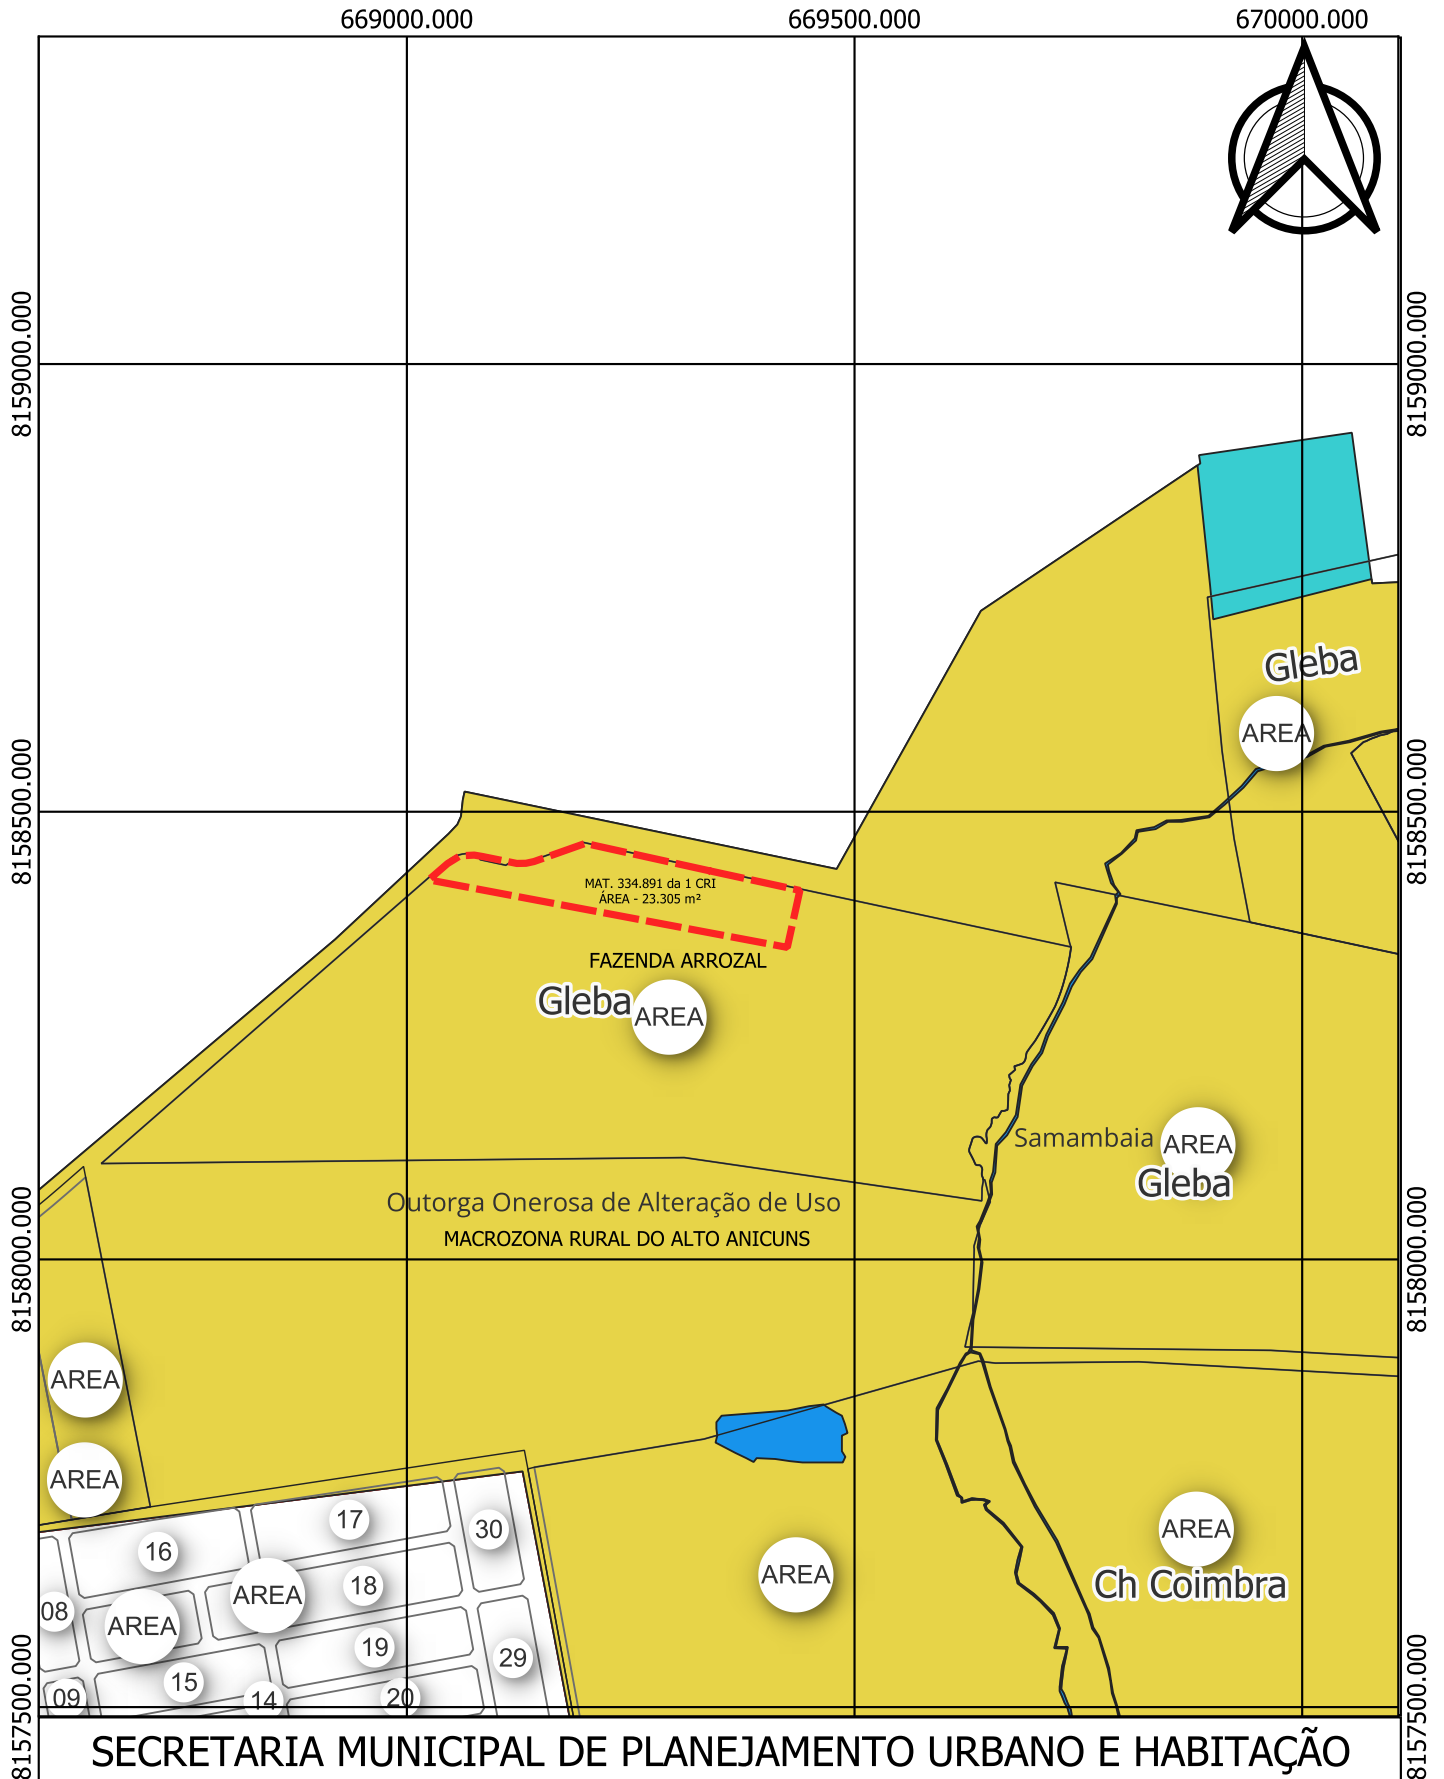 669000.000
669500.000
670000.000
8159000.000
8159000.000
Gleba
AREA
8158500.000
8158500.000
MAT. 334.891 da 1 CRI
ÁREA - 23.305 m²
FAZENDA ARROZAL
Gleba
AREA
Samambaia
AREA
Gleba
Outorga Onerosa de Alteração de Uso
MACROZONA RURAL DO ALTO ANICUNS
8158000.000
8158000.000
AREA
AREA
17
30
16
AREA
Ch Coimbra
AREA
AREA
18
08
AREA
19
29
15
09
14
20
8157500.000
8157500.000
SECRETARIA MUNICIPAL DE PLANEJAMENTO URBANO E HABITAÇÃO